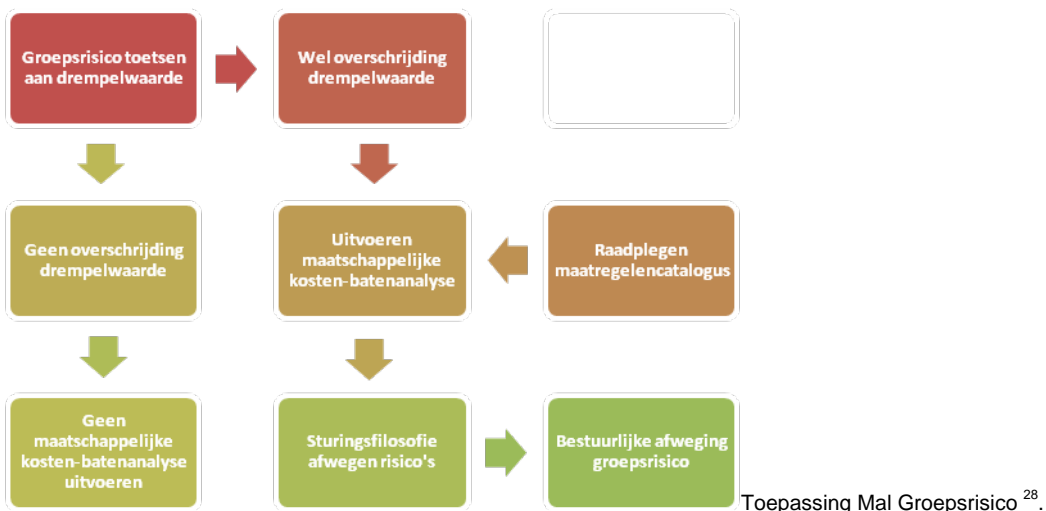 Groepsrisico toetsen
aan drempelwaarde
Wel overschrijding
drempelwaarde
Geen overschrijding
drempelwaarde
Uitvoeren
maatschappelijke
kosten-batenanalyse
Raadplegen
maatregelencatalogus
Geen
maatschappelijke
kosten-batenanalyse
uitvoeren
Sturingsfilosofie
afwegen risico's
Bestuurlijke afweging
groepsrisico
Toepassing Mal Groepsrisico 28.